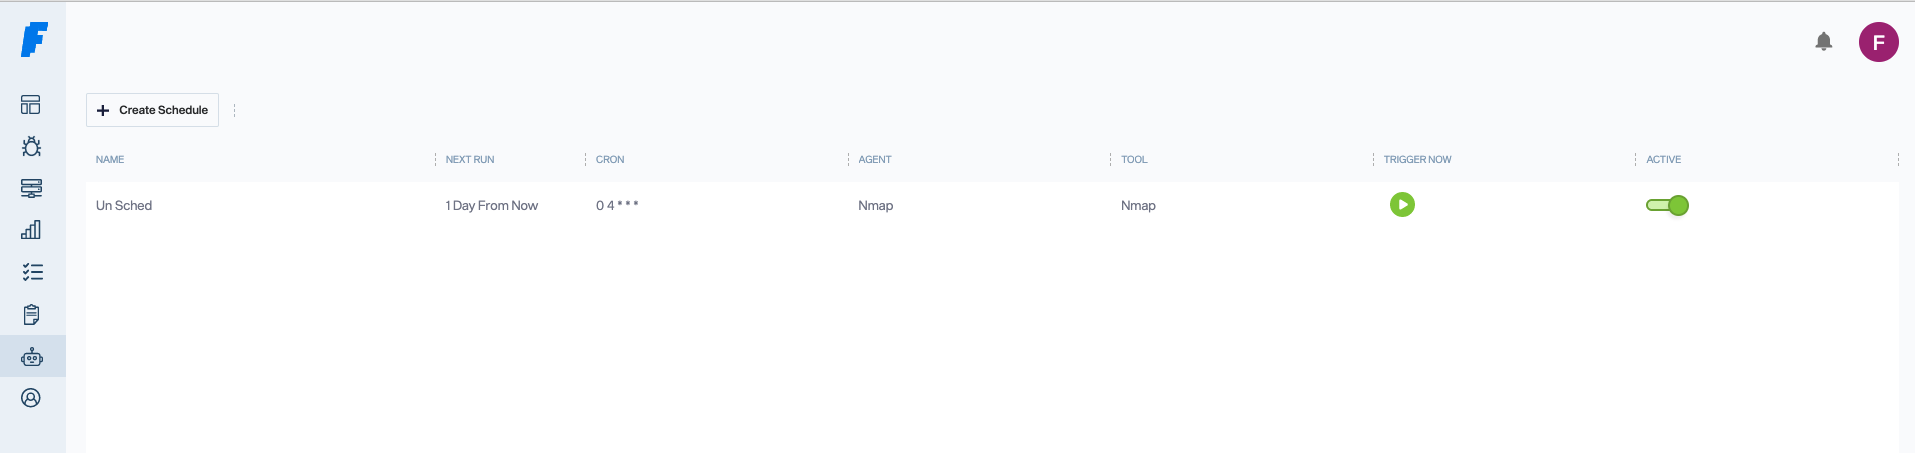 F
F
Create Schedule
NAME NEXT RUN CRON AGENT TOOL TRIGGER NOW ACTIVE
Un Sched 1 Day From Now 0 4 * * * Nmap Nmap